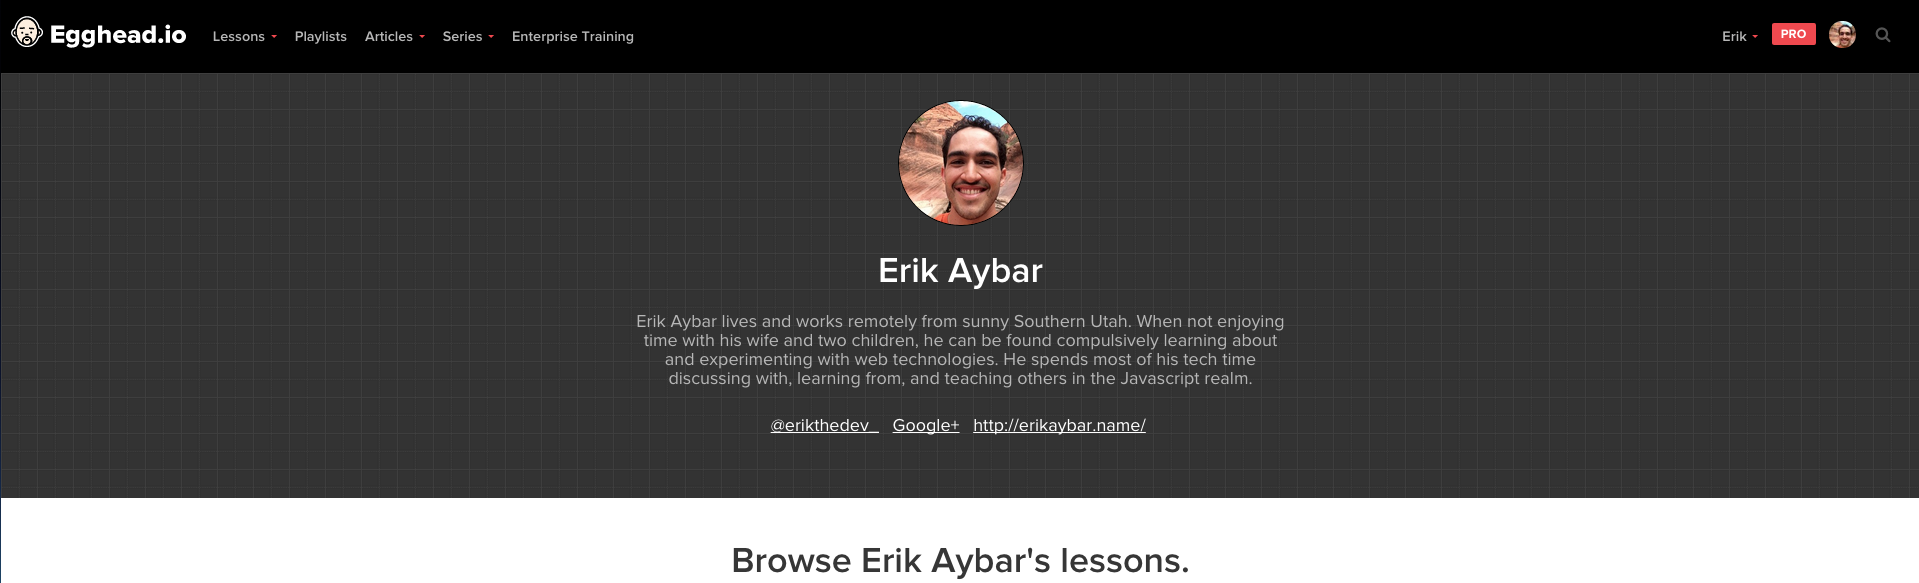 Egghead.io Lessons Playlists Articles Series Enterprise Training Erik PRO
Erik Aybar
Erik Aybar lives and works remotely from sunny Southern Utah. When not enjoying
time with his wife and two children, he can be found compulsively learning about
and experimenting with web technologies. He spends most of his tech time
discussing with, learning from, and teaching others in the Javascript realm.
@erikthedev_ Google+ http://erikaybar.name/
Browse Erik Aybar's lessons.